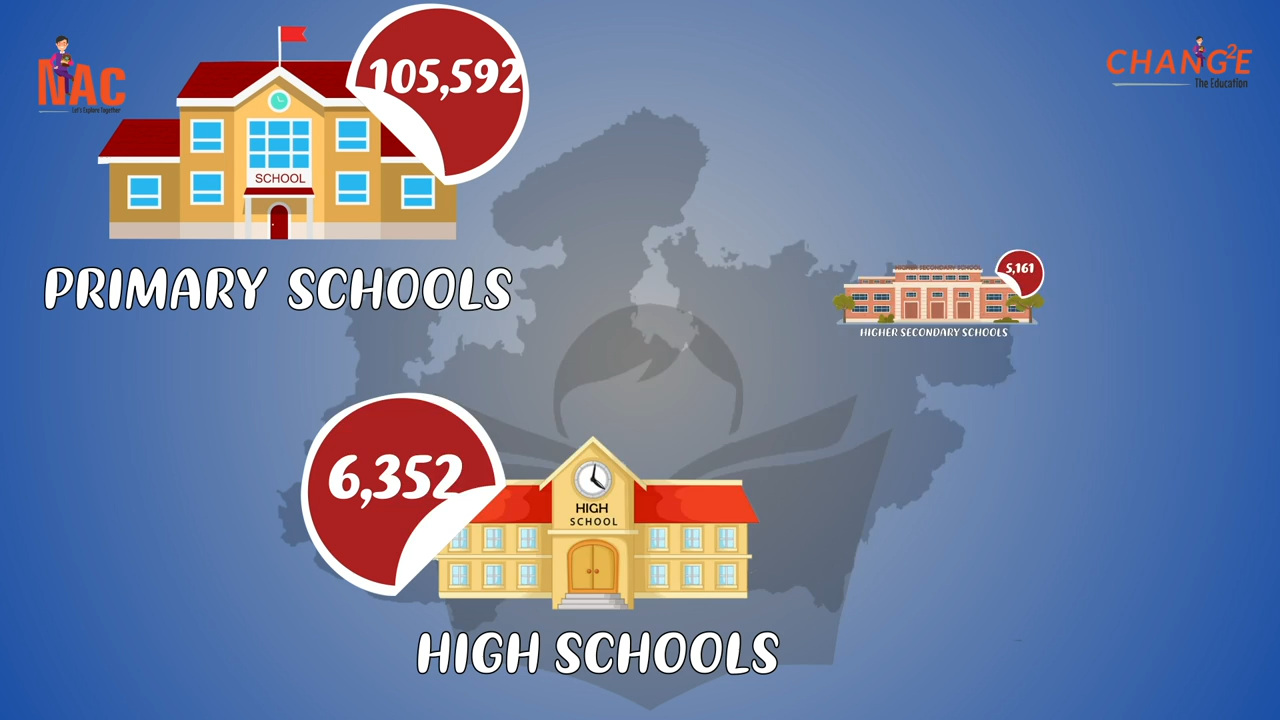 NAC
Let's Explore Together
CHANG2E
The Education
105,592
SCHOOL
PRIMARY SCHOOLS
HIGHER SECONDARY SCHOOL
5,161
HIGHER SECONDARY SCHOOLS
6,352
HIGH
SCHOOL
HIGH SCHOOLS